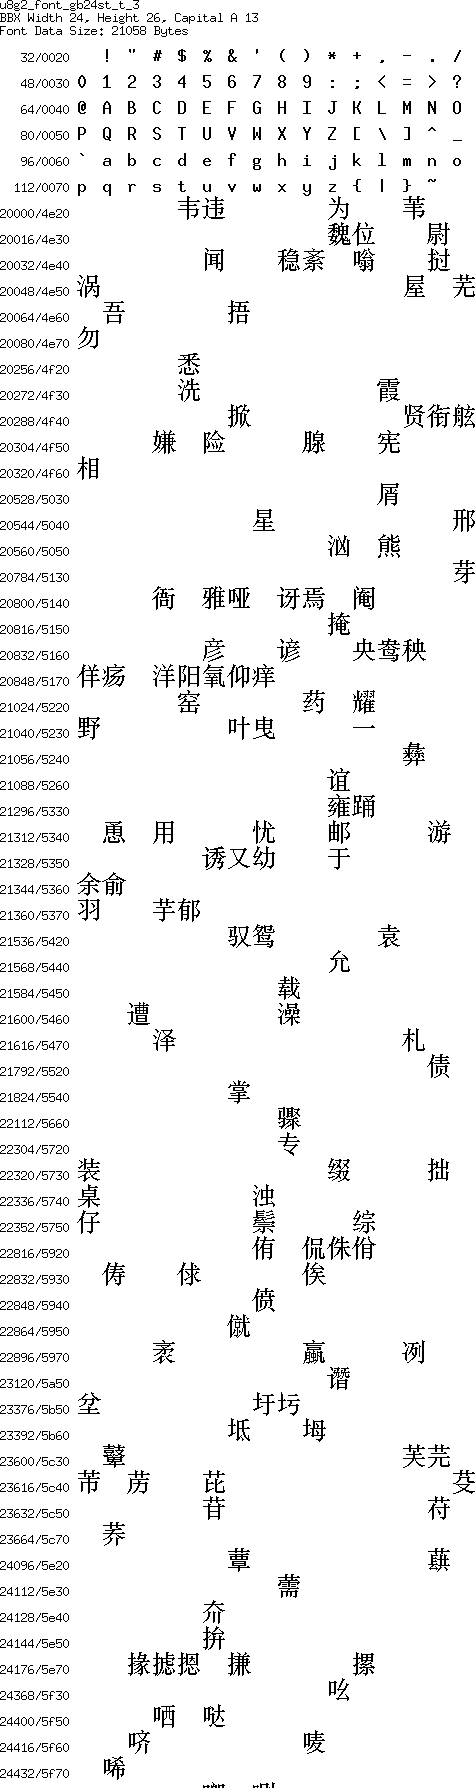 u8g2_font_gb24st_t_3
BBX Width 24, Height 26, Capital A 13
Font Data Size: 21058 Bytes
32/0020 ! " # $ % & ' ( ) * + , - . /
48/0030 0 1 2 3 4 5 6 7 8 9 : ; < = > ?
64/0040 @ A B C D E F G H I J K L M N O
80/0050 P Q R S T U V W X Y Z [ \ ] ^ _
96/0060 ` a b c d e f g h i j k l m n o
112/0070 p q r s t u v w x y z { | } ~
20000/4e20 韦 违 为 苇
20016/4e30 魏 位 尉
20032/4e40 闻 稳 紊 嗡 挝
20048/4e50 涡 屋 芜
20064/4e60 吾 捂
20080/4e70 勿
20256/4f20 悉
20272/4f30 洗 霞
20288/4f40 掀 贤 衔 舷
20304/4f50 嫌 险 腺 宪
20320/4f60 相
20528/5030 屑
20544/5040 星 邢
20560/5050 汹 熊
20784/5130 芽
20800/5140 衙 雅 哑 讶 焉 阉
20816/5150 掩
20832/5160 彦 谚 央 鸯 秧
20848/5170 佯 疡 洋 阳 氧 仰 痒
21024/5220 窑 药 耀
21040/5230 野 叶 曳 一
21056/5240 彝
21088/5260 谊
21296/5330 雍 踊
21312/5340 恿 用 忧 邮 游
21328/5350 诱 又 幼 于
21344/5360 余 俞
21360/5370 羽 芋 郁
21536/5420 驭 鸳 袁
21568/5440 允
21584/5450 载
21600/5460 遭 澡
21616/5470 泽 札
21792/5520 债
21824/5540 掌
22112/5660 骤
22304/5720 专
22320/5730 装 缀 拙
22336/5740 桌 浊
22352/5750 仔 鬃 综
22816/5920 侑 侃 侏 佾
22832/5930 俦 俅 俟
22848/5940 偾
22864/5950 僦
22896/5970 袤 赢 冽
23120/5a50 谮
23376/5b50 坌 圩 圬
23392/5b60 坻 坶
23600/5c30 鼙 芙 芫
23616/5c40 芾 苈 芘 芟
23632/5c50 苷 苻
23664/5c70 荞
24096/5e20 蕈 蕻
24112/5e30 薷
24128/5e40 夼
24144/5e50 拚
24176/5e70 掾 摅 摁 搛 摞
24368/5f30 吆
24400/5f50 哂 哒
24416/5f60 哜 唛
24432/5f70 唏